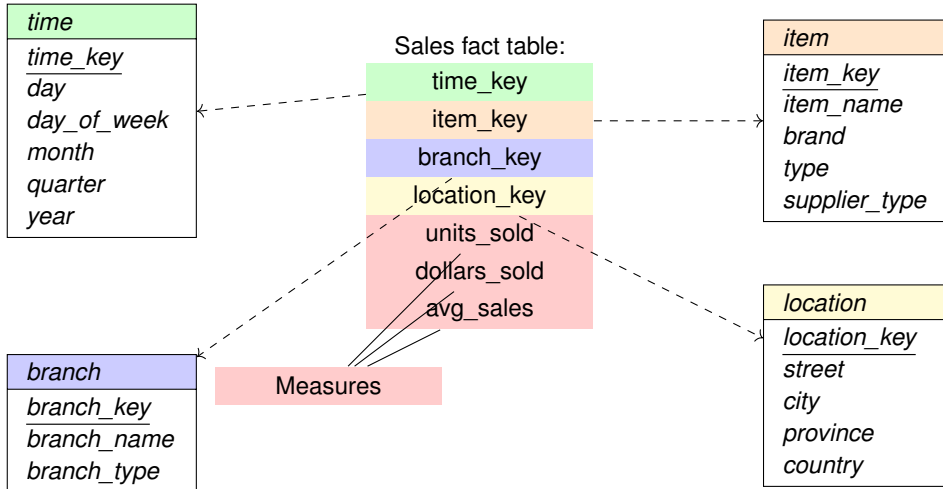 time
time_key
day
day_of_week
month
quarter
year
Sales fact table:
time_key
item_key
branch_key
location_key
units_sold
dollars_sold
avg_sales
Measures
item
item_key
item_name
brand
type
supplier_type
branch
branch_key
branch_name
branch_type
location
location_key
street
city
province
country